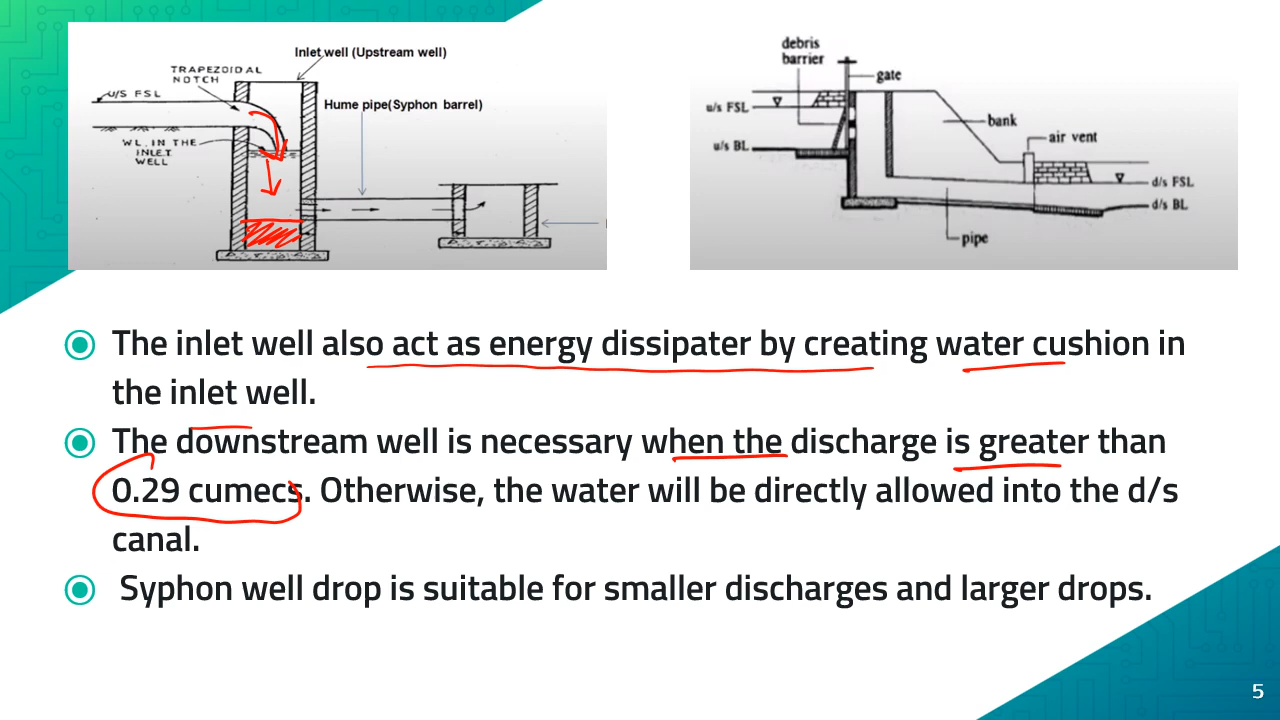 Inlet well (Upstream well)
TRAPEZOIDAL
NOTCH
U/S FSL
Hume pipe(Syphon barrel)
WL. IN THE
INLET
WELL
debris
barrier
gate
u/s FSL
bank
air vent
u/s BL
d/s FSL
d/s BL
pipe
The inlet well also act as energy dissipater by creating water cushion in
the inlet well.
The downstream well is necessary when the discharge is greater than
0.29 cumecs. Otherwise, the water will be directly allowed into the d/s
canal.
Syphon well drop is suitable for smaller discharges and larger drops.
5